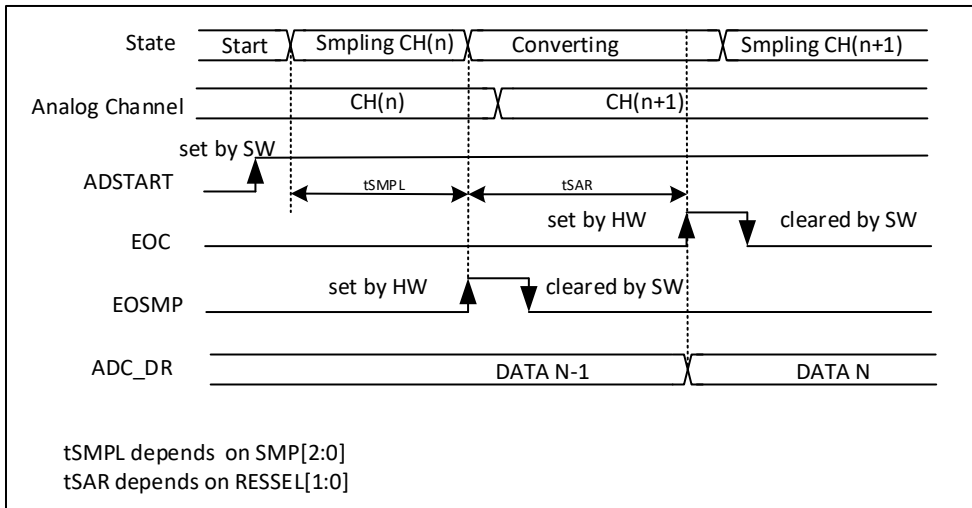 State Start Smpling CH(n) Converting Smpling CH(n+1)
Analog Channel CH(n) CH(n+1)
set by SW
ADSTART
tSMPL tSAR
set by HW cleared by SW
EOC
set by HW cleared by SW
EOSMP
ADC_DR DATA N-1 DATA N
tSMPL depends on SMP[2:0]
tSAR depends on RESSEL[1:0]